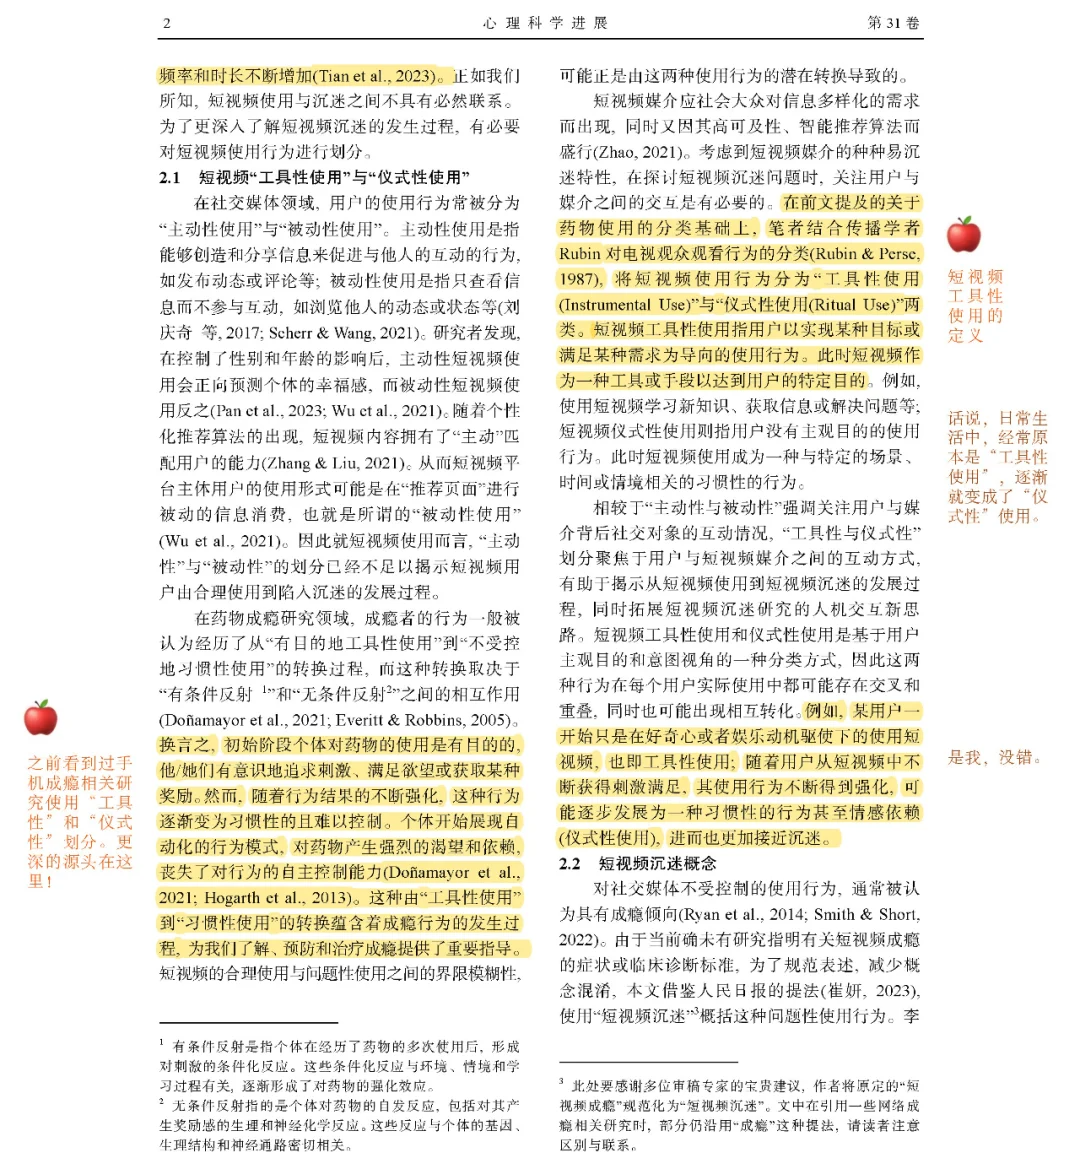 2
心理科学进展
第 31 卷
频率和时长不断增加(Tian et al., 2023)。正如我们
所知, 短视频使用与沉迷之间不具有必然联系。
为了更深入了解短视频沉迷的发生过程, 有必要
对短视频使用行为进行划分。
2.1 短视频“工具性使用”与“仪式性使用”
在社交媒体领域, 用户的使用行为常被分为
“主动性使用”与“被动性使用”。主动性使用是指
能够创造和分享信息来促进与他人的互动的行为,
如发布动态或评论等; 被动性使用是指只查看信
息而不参与互动, 如浏览他人的动态或状态等(刘
庆奇 等, 2017; Scherr & Wang, 2021)。研究者发现,
在控制了性别和年龄的影响后, 主动性短视频使
用会正向预测个体的幸福感, 而被动性短视频使
用反之(Pan et al., 2023; Wu et al., 2021)。随着个性
化推荐算法的出现, 短视频内容拥有了“主动”匹
配用户的能力(Zhang & Liu, 2021)。从而短视频平
台主体用户的使用形式可能是在“推荐页面”进行
被动的信息消费, 也就是所谓的“被动性使用”
(Wu et al., 2021)。因此就短视频使用而言, “主动
性”与“被动性”的划分已经不足以揭示短视频用
户由合理使用到陷入沉迷的发展过程。
在药物成瘾研究领域, 成瘾者的行为一般被
认为经历了从“有目的地工具性使用”到“不受控
地习惯性使用”的转换过程, 而这种转换取决于
“有条件反射 1”和“无条件反射2”之间的相互作用
(Doñamayor et al., 2021; Everitt & Robbins, 2005)。
换言之, 初始阶段个体对药物的使用是有目的的,
他/她们有意识地追求刺激、满足欲望或获取某种
奖励。然而, 随着行为结果的不断强化, 这种行为
逐渐变为习惯性的且难以控制。个体开始展现自
动化的行为模式, 对药物产生强烈的渴望和依赖,
丧失了对行为的自主控制能力(Doñamayor et al.,
2021; Hogarth et al., 2013)。这种由“工具性使用”
到“习惯性使用”的转换蕴含着成瘾行为的发生过
程, 为我们了解、预防和治疗成瘾提供了重要指导。
短视频的合理使用与问题性使用之间的界限模糊性,
1 有条件反射是指个体在经历了药物的多次使用后, 形成
对刺激的条件化反应。这些条件化反应与环境、情境和学
习过程有关, 逐渐形成了对药物的强化效应。
2 无条件反射指的是个体对药物的自发反应, 包括对其产
生奖励感的生理和神经化学反应。这些反应与个体的基因、
生理结构和神经通路密切相关。
可能正是由这两种使用行为的潜在转换导致的。
短视频媒介应社会大众对信息多样化的需求
而出现, 同时又因其高可及性、智能推荐算法而
盛行(Zhao, 2021)。考虑到短视频媒介的种种易沉
迷特性, 在探讨短视频沉迷问题时, 关注用户与
媒介之间的交互是有必要的。在前文提及的关于
药物使用的分类基础上, 笔者结合传播学者
Rubin 对电视观众观看行为的分类(Rubin & Perse,
1987), 将短视频使用行为分为“工具性使用
(Instrumental Use)”与“仪式性使用(Ritual Use)”两
类。短视频工具性使用指用户以实现某种目标或
满足某种需求为导向的使用行为。此时短视频作
为一种工具或手段以达到用户的特定目的。例如,
使用短视频学习新知识、获取信息或解决问题等;
短视频仪式性使用则指用户没有主观目的的使用
行为。此时短视频使用成为一种与特定的场景、
时间或情境相关的习惯性的行为。
相较于“主动性与被动性”强调关注用户与媒
介背后社交对象的互动情况, “工具性与仪式性”
划分聚焦于用户与短视频媒介之间的互动方式,
有助于揭示从短视频使用到短视频沉迷的发展过
程, 同时拓展短视频沉迷研究的人机交互新思
路。短视频工具性使用和仪式性使用是基于用户
主观目的和意图视角的一种分类方式, 因此这两
种行为在每个用户实际使用中都可能存在交叉和
重叠, 同时也可能出现相互转化。例如, 某用户一
开始只是在好奇心或者娱乐动机驱使下的使用短
视频, 也即工具性使用; 随着用户从短视频中不
断获得刺激满足, 其使用行为不断得到强化, 可
能逐步发展为一种习惯性的行为甚至情感依赖
(仪式性使用), 进而也更加接近沉迷。
2.2 短视频沉迷概念
对社交媒体不受控制的使用行为, 通常被认
为具有成瘾倾向(Ryan et al., 2014; Smith & Short,
2022)。由于当前确未有研究指明有关短视频成瘾
的症状或临床诊断标准, 为了规范表述, 减少概
念混淆, 本文借鉴人民日报的提法(崔妍, 2023),
使用“短视频沉迷”3概括这种问题性使用行为。李
3 此处要感谢多位审稿专家的宝贵建议, 作者将原定的“短
视频成瘾”规范化为“短视频沉迷”。文中在引用一些网络成
瘾相关研究时, 部分仍沿用“成瘾”这种提法, 请读者注意
区别与联系。
之前看到过手
机成瘾相关研
究使用“工具
性”和“仪式
性”划分。更
深的源头在这
里！
短视频
工具性
使用的
定义
话说，日常生
活中，经常原
本是“工具性
使用”，逐渐
就变成了“仪
式性”使用。
是我，没错。